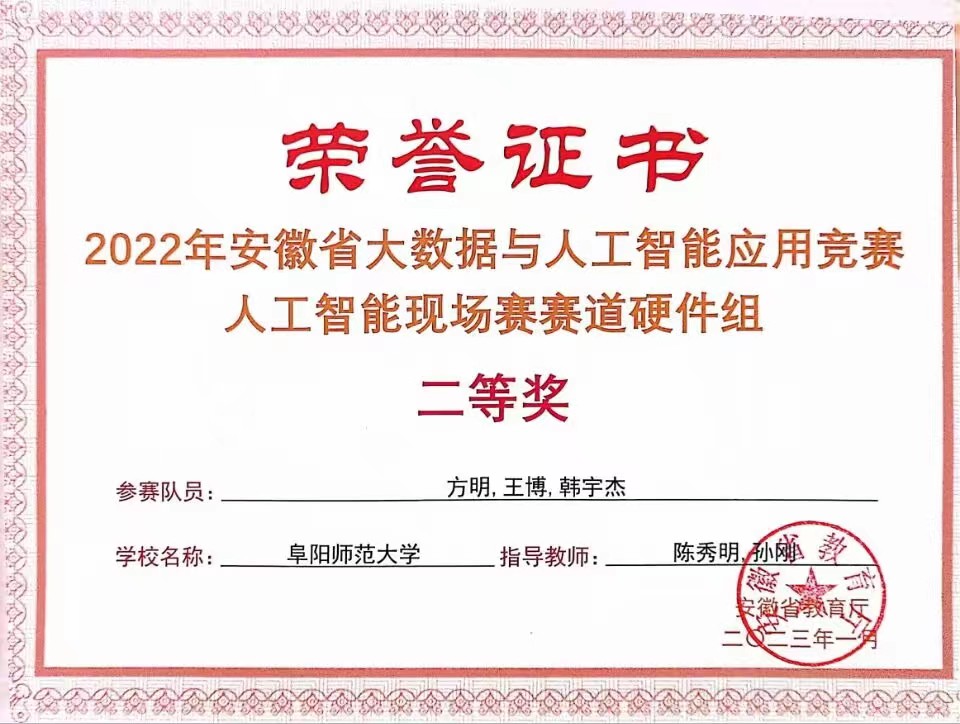 荣誉证书
2022年安徽省大数据与人工智能应用竞赛
人工智能现场赛赛道硬件组
二等奖
参赛队员: 方明,王博,韩宇杰
学校名称: 阜阳师范大学 指导教师: 陈秀明,孙刚
安徽省教育厅
安徽省教育厅
二〇二三年一月